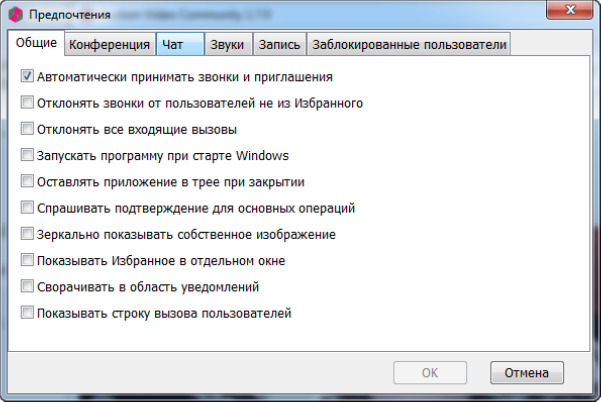 Предпочтения
Общие Конференция Чат Звуки Запись Заблокированные пользователи
Автоматически принимать звонки и приглашения
Отклонять звонки от пользователей не из Избранного
Отклонять все входящие вызовы
Запускать программу при старте Windows
Оставлять приложение в трее при закрытии
Спрашивать подтверждение для основных операций
Зеркально показывать собственное изображение
Показывать Избранное в отдельном окне
Сворачивать в область уведомлений
Показывать строку вызова пользователей
OK Отмена